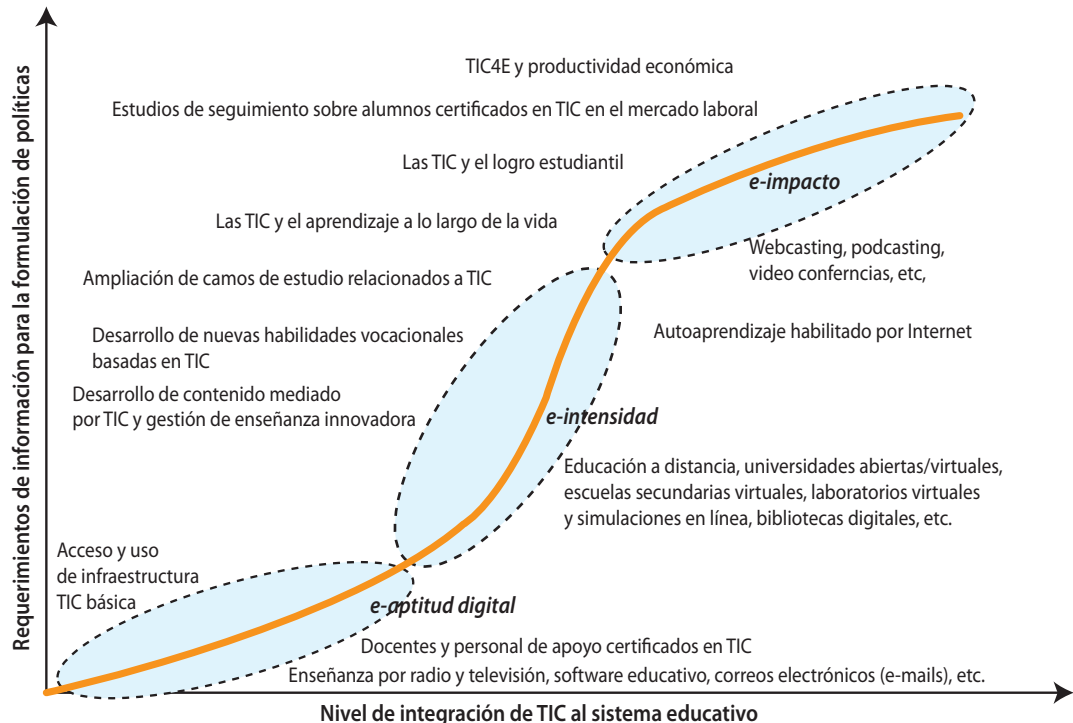 Requerimientos de información para la formulación de políticas
TIC4E y productividad económica
Estudios de seguimiento sobre alumnos certificados en TIC en el mercado laboral
Las TIC y el logro estudiantil
e-impacto
Las TIC y el aprendizaje a lo largo de la vida
Webcasting, podcasting,
video conferncias, etc,
Ampliación de camos de estudio relacionados a TIC
Desarrollo de nuevas habilidades vocacionales
basadas en TIC
Autoaprendizaje habilitado por Internet
Desarrollo de contenido mediado
por TIC y gestión de enseñanza innovadora
e-intensidad
Educación a distancia, universidades abiertas/virtuales,
escuelas secundarias virtuales, laboratorios virtuales
y simulaciones en línea, bibliotecas digitales, etc.
Acceso y uso
de infraestructura
TIC básica
e-aptitud digital
Docentes y personal de apoyo certificados en TIC
Enseñanza por radio y televisión, software educativo, correos electrónicos (e-mails), etc.
Nivel de integración de TIC al sistema educativo